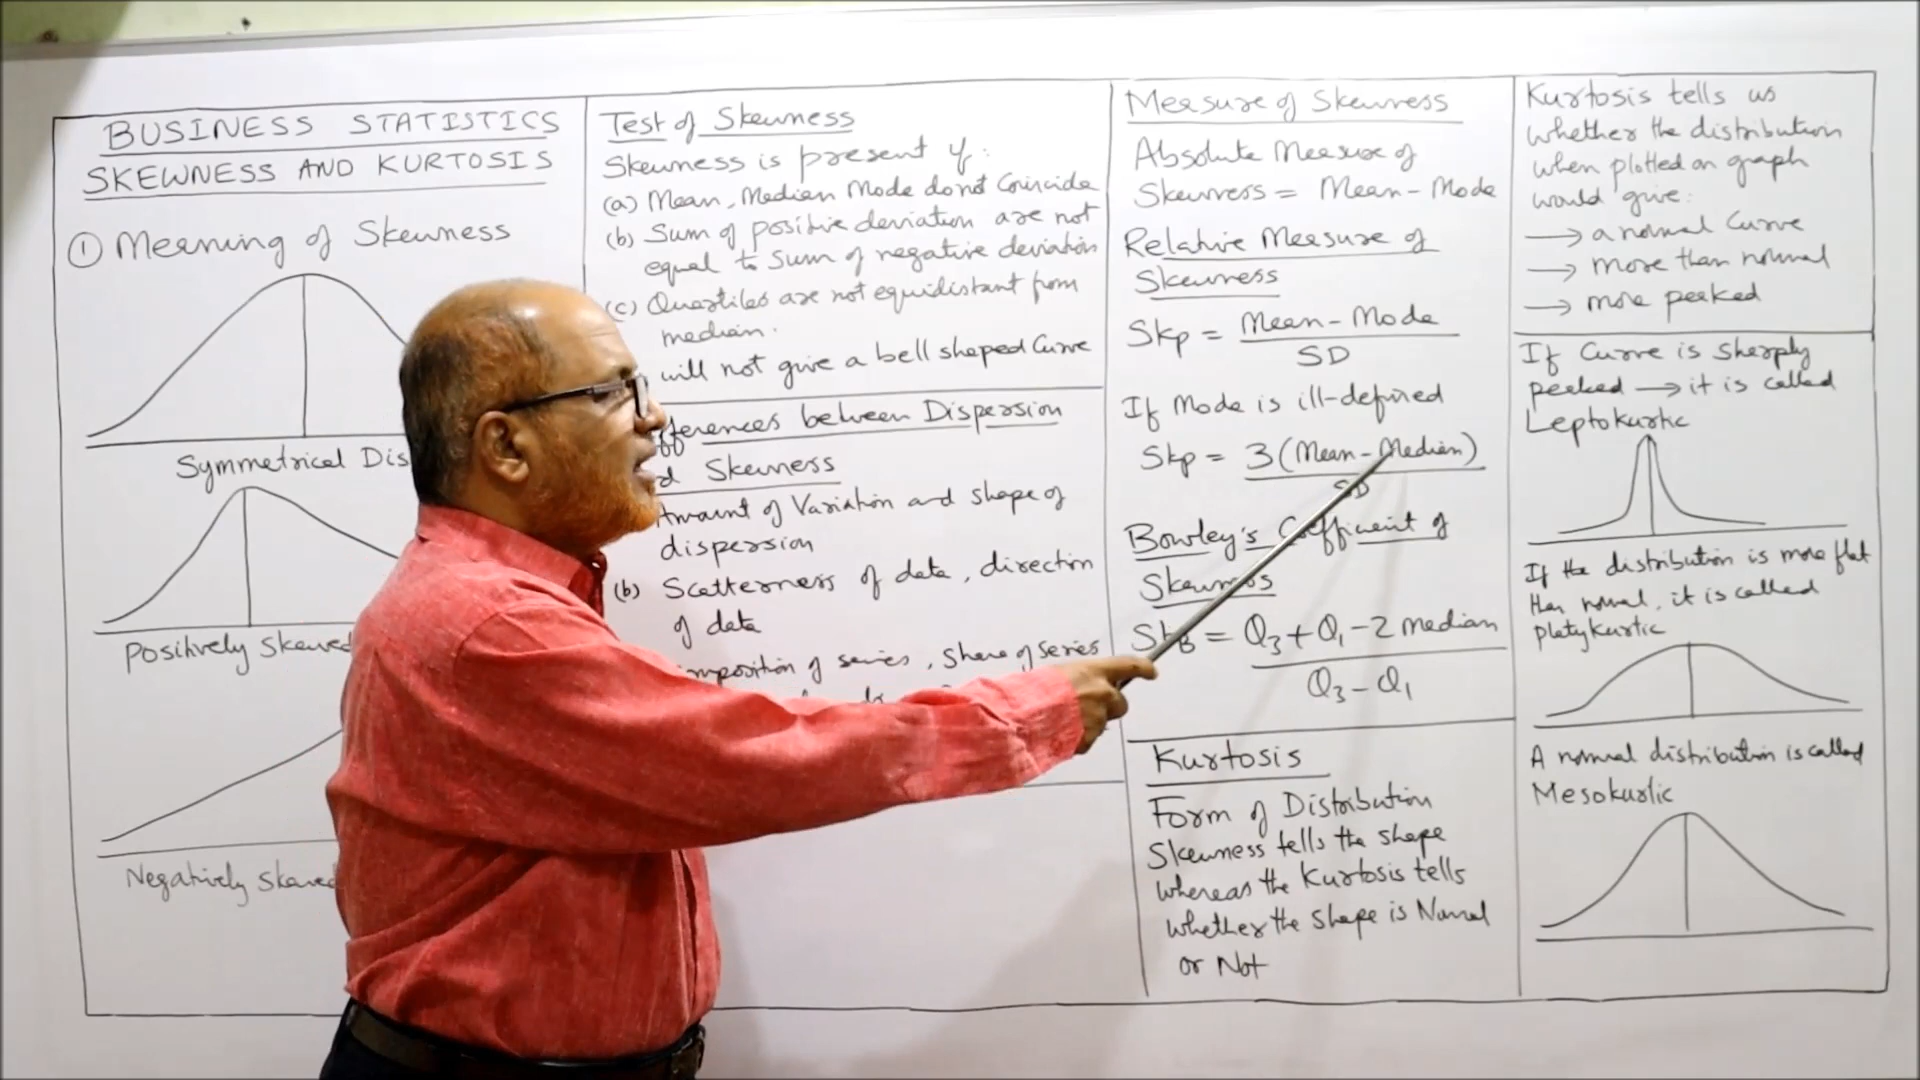 BUSINESS STATISTICS
SKEWNESS AND KURTOSIS
① Meaning of Skewness
Symmetrical Dis
Positively Skewed
Negatively Skewed
Test of Skewness
Skewness is present if:
(a) Mean, Median Mode do not Coincide
(b) Sum of positive deviation are not
equal to sum of negative deviation
(c) Quartiles are not equidistant from
median.
will not give a bell shaped Curve
fferences between Dispersion
d Skewness
Amount of Variation and shape of
dispersion
(b) Scatterness of data, direction
of data
mposition of series, Shape of series
Measure of Skewness
Absolute Measure of
Skewness = Mean - Mode
Relative Measure of
Skewness
Skp = Mean - Mode
SD
If Mode is ill-defined
Skp = 3 (Mean - Median)
SD
Bowley's Coefficient of
Skewness
SkB = Q3 + Q1 - 2 median
Q3 - Q1
Kurtosis
Form of Distribution
Skewness tells the shape
whereas the Kurtosis tells
whether the shape is Normal
or Not
Kurtosis tells us
whether the distribution
when plotted on graph
would give:
→ a normal Curve
→ more than normal
→ more peaked
If Curve is sharply
peeked → it is called
Leptokurtic
If the distribution is more flat
than normal, it is called
platykurtic
A normal distribution is called
Mesokurtic